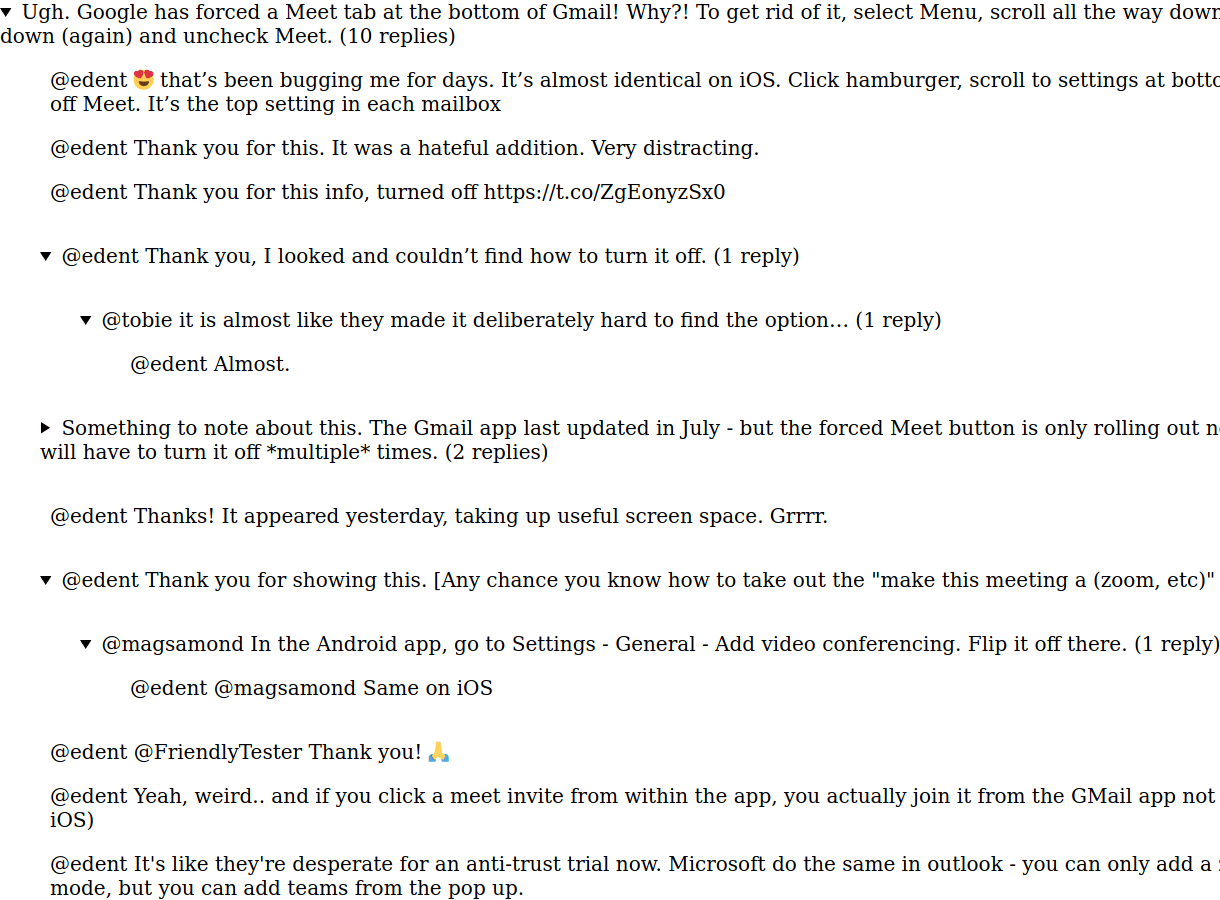 Ugh. Google has forced a Meet tab at the bottom of Gmail! Why?! To get rid of it, select Menu, scroll all the way down
down (again) and uncheck Meet. (10 replies)
@edent 😍 that’s been bugging me for days. It’s almost identical on iOS. Click hamburger, scroll to settings at
off Meet. It’s the top setting in each mailbox
@edent Thank you for this. It was a hateful addition. Very distracting.
@edent Thank you for this info, turned off https://t.co/ZgEonyzSx0
▼ @edent Thank you, I looked and couldn’t find how to turn it off. (1 reply)
▼ @tobie it is almost like they made it deliberately hard to find the option… (1 reply)
@edent Almost.
▶ Something to note about this. The Gmail app last updated in July - but the forced Meet button is only rolling out
will have to turn it off *multiple* times. (2 replies)
@edent Thanks! It appeared yesterday, taking up useful screen space. Grrrr.
▼ @edent Thank you for showing this. [Any chance you know how to take out the "make this meeting a (zoom, etc)"
▼ @magsamond In the Android app, go to Settings - General - Add video conferencing. Flip it off there. (1 reply)
@edent @magsamond Same on iOS
@edent @FriendlyTester Thank you! 🙏
@edent Yeah, weird.. and if you click a meet invite from within the app, you actually join it from the GMail app not
iOS)
@edent It's like they're desperate for an anti-trust trial now. Microsoft do the same in outlook - you can only add a
mode, but you can add teams from the pop up.